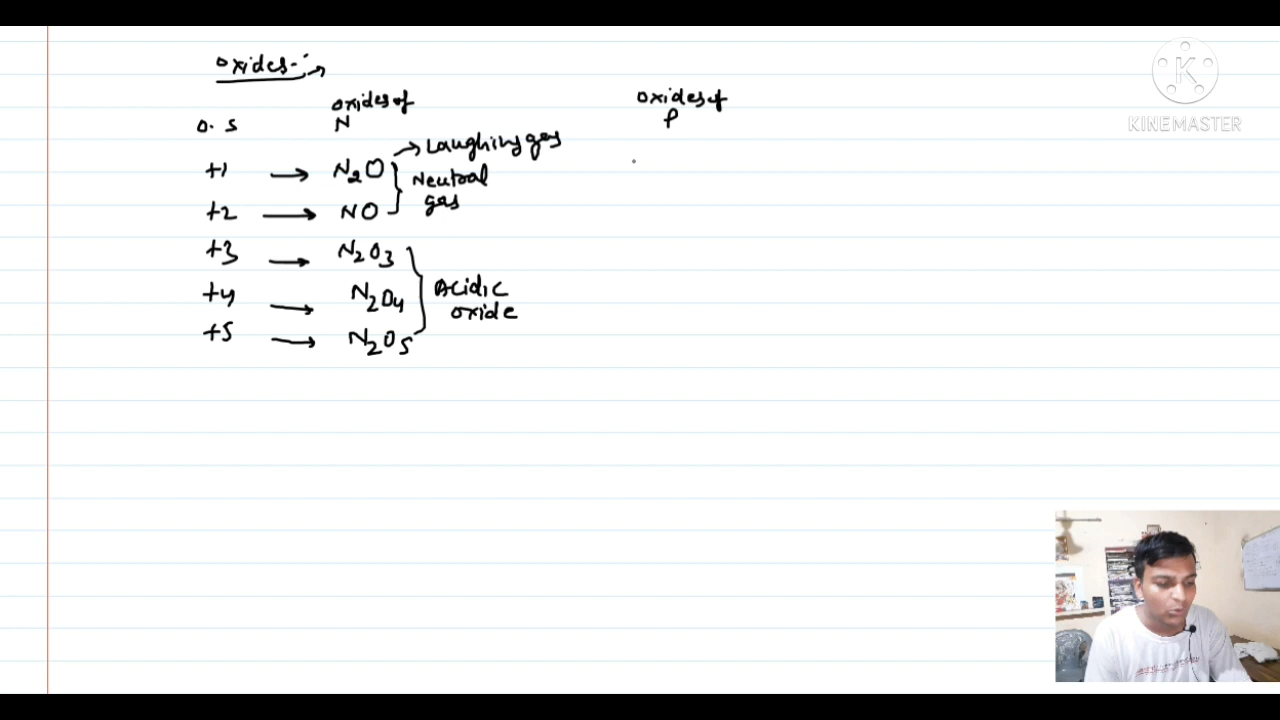 Oxides:- →
oxides of
N
oxides of
P
O. S
+1 → N2O → Laughing gas
+2 → NO
Neutral
gas
+3 → N2O3
+4 → N2O4
+5 → N2O5
Acidic
oxide
K
KINEMASTER